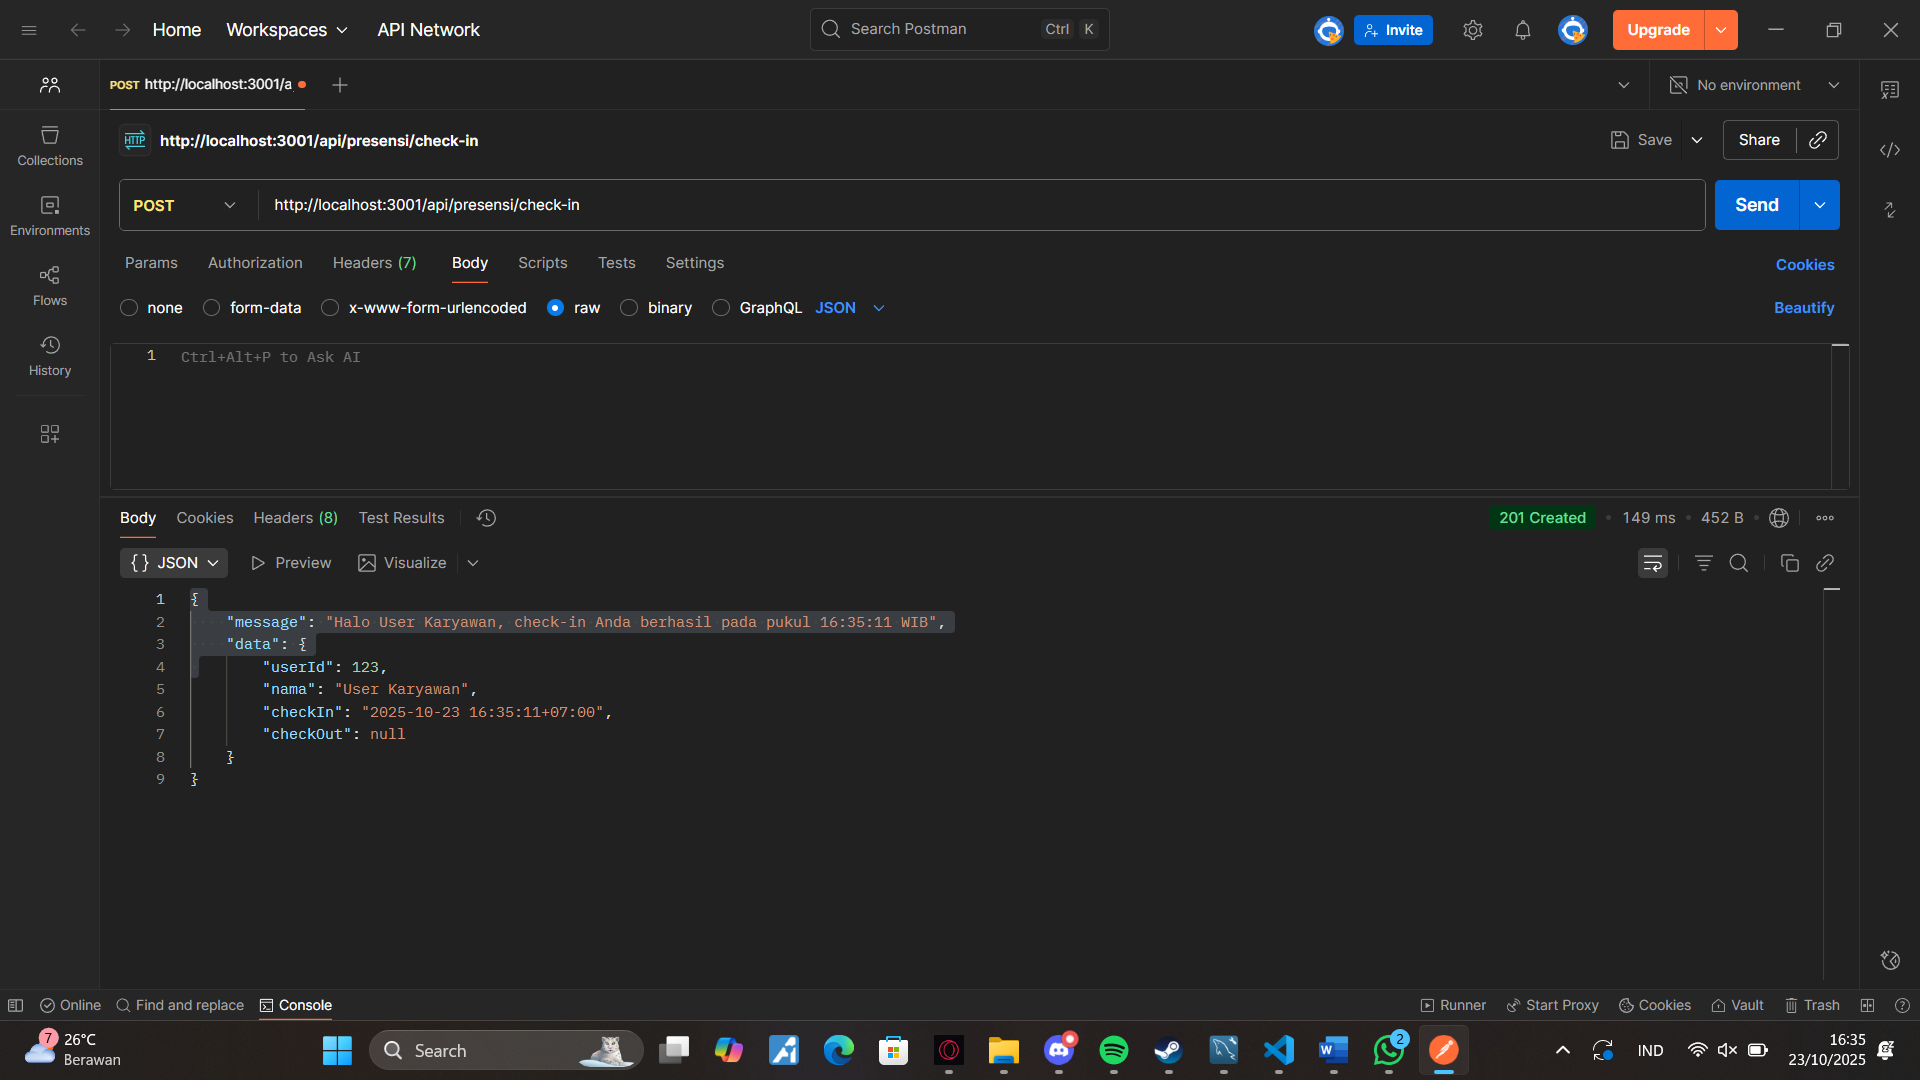 Home Workspaces API Network Search Postman Ctrl K Invite Upgrade
POST http://localhost:3001/a No environment
http://localhost:3001/api/presensi/check-in Save Share
POST http://localhost:3001/api/presensi/check-in Send
Collections
Environments
Flows
History
Params Authorization Headers (7) Body Scripts Tests Settings Cookies
none form-data x-www-form-urlencoded raw binary GraphQL JSON Beautify
1 Ctrl+Alt+P to Ask AI
Body Cookies Headers (8) Test Results 201 Created • 149 ms • 452 B
{} JSON Preview Visualize
1 {
2 "message": "Halo User Karyawan, check-in Anda berhasil pada pukul 16:35:11 WIB",
3 "data": {
4 "userId": 123,
5 "nama": "User Karyawan",
6 "checkIn": "2025-10-23 16:35:11+07:00",
7 "checkOut": null
8 }
9 }
Online Find and replace Console Runner Start Proxy Cookies Vault Trash
7 26°C
Berawan
Search
2
IND
16:35
23/10/2025